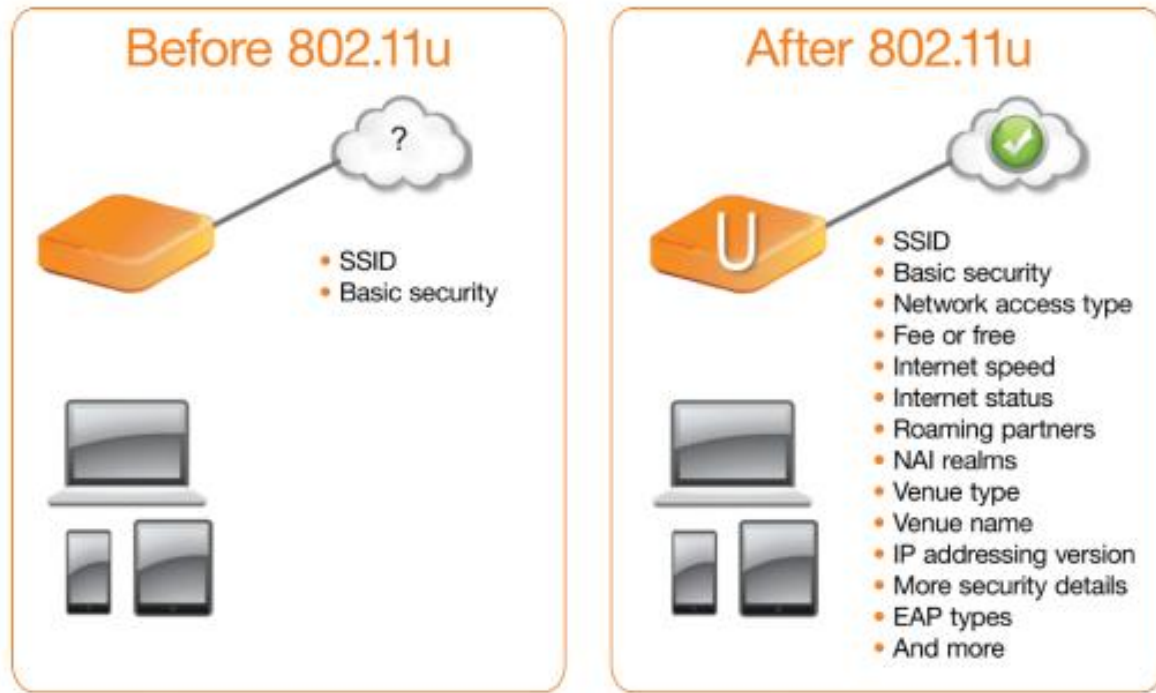 Before 802.11u
?
• SSID
• Basic security
After 802.11u
U
• SSID
• Basic security
• Network access type
• Fee or free
• Internet speed
• Internet status
• Roaming partners
• NAI realms
• Venue type
• Venue name
• IP addressing version
• More security details
• EAP types
• And more